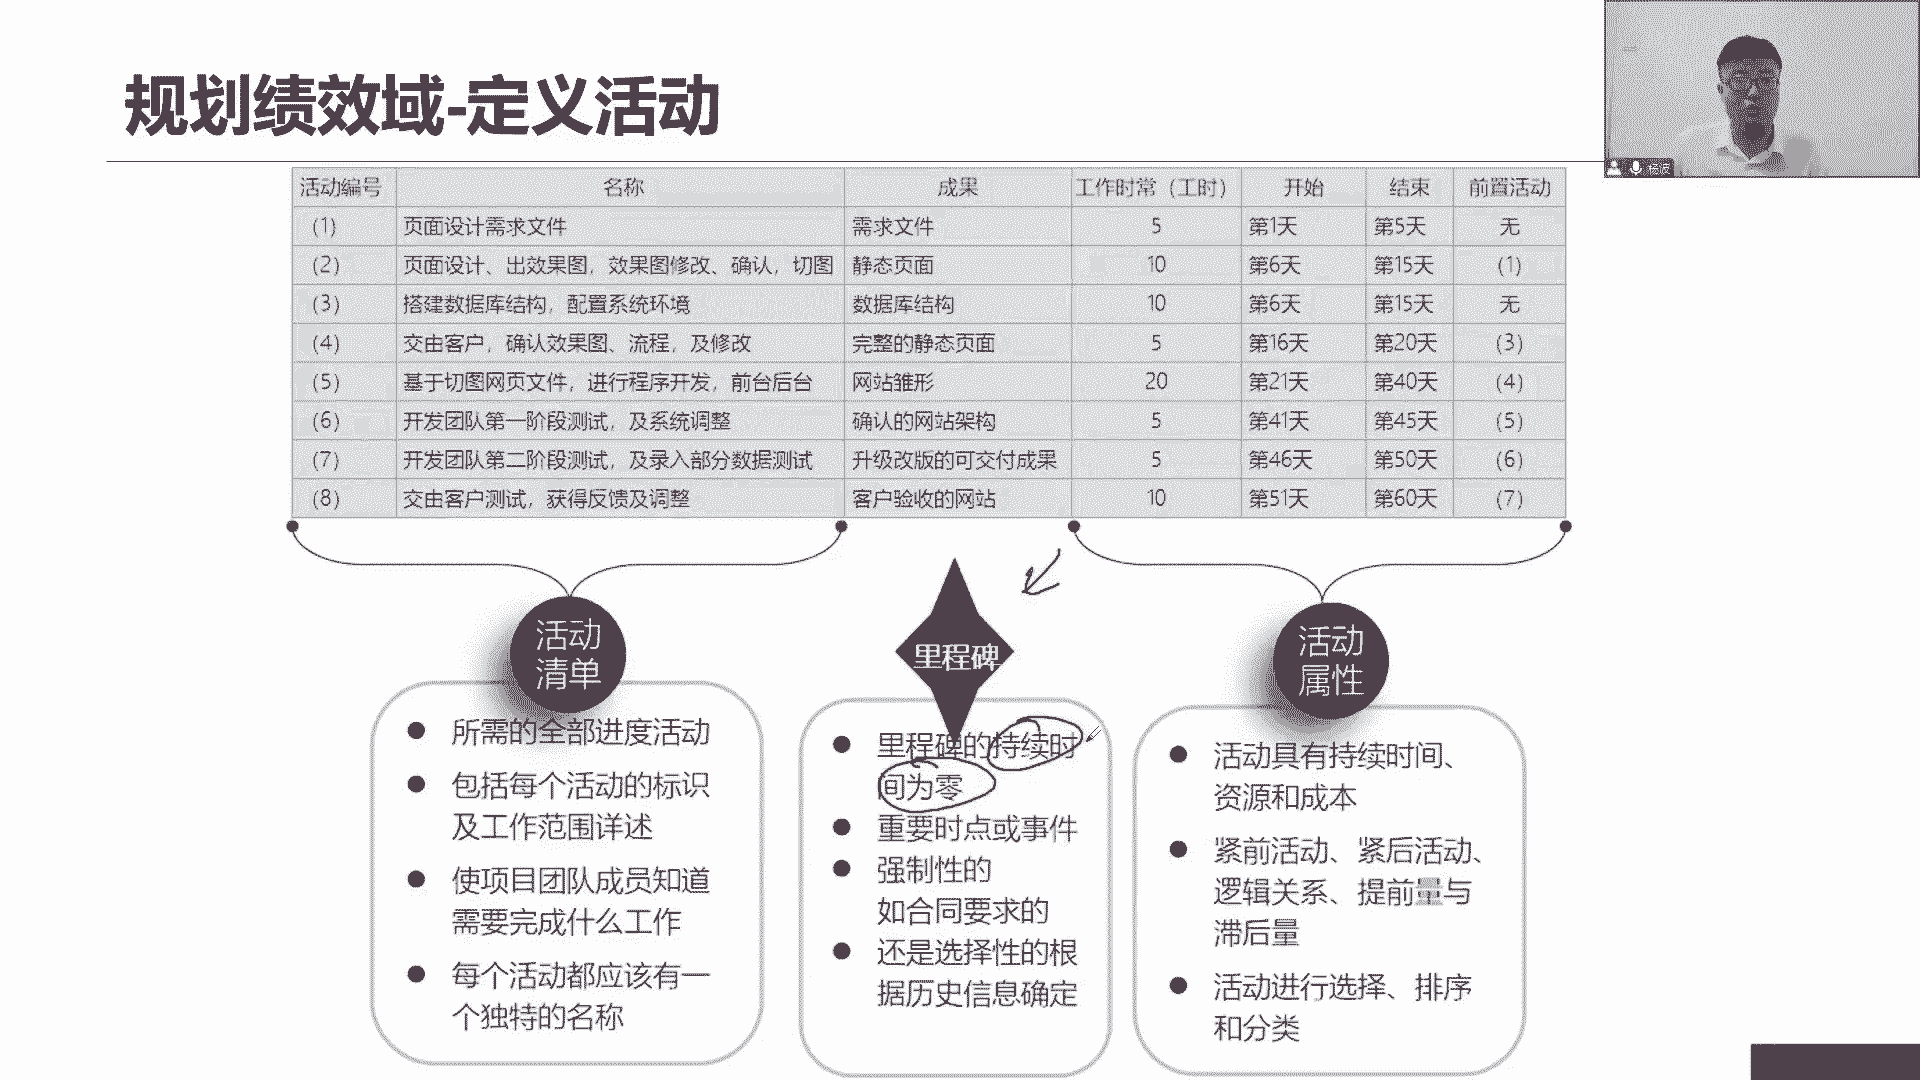 规划绩效域-定义活动
杨波
活动编号 名称 成果 工作时常（工时） 开始 结束 前置活动
（1） 页面设计需求文件 需求文件 5 第1天 第5天 无
（2） 页面设计、出效果图，效果图修改、确认，切图 静态页面 10 第6天 第15天 （1）
（3） 搭建数据库结构，配置系统环境 数据库结构 10 第6天 第15天 无
（4） 交由客户，确认效果图、流程，及修改 完整的静态页面 5 第16天 第20天 （3）
（5） 基于切图网页文件，进行程序开发，前台后台 网站雏形 20 第21天 第40天 （4）
（6） 开发团队第一阶段测试，及系统调整 确认的网站架构 5 第41天 第45天 （5）
（7） 开发团队第二阶段测试，及录入部分数据测试 升级改版的可交付成果 5 第46天 第50天 （6）
（8） 交由客户测试，获得反馈及调整 客户验收的网站 10 第51天 第60天 （7）
活动
清单
所需的全部进度活动
包括每个活动的标识
及工作范围详述
使项目团队成员知道
需要完成什么工作
每个活动都应该有一
个独特的名称
里程碑
里程碑的持续时
间为零
重要时点或事件
强制性的
如合同要求的
还是选择性的根
据历史信息确定
活动
属性
活动具有持续时间、
资源和成本
紧前活动、紧后活动、
逻辑关系、提前量与
滞后量
活动进行选择、排序
和分类